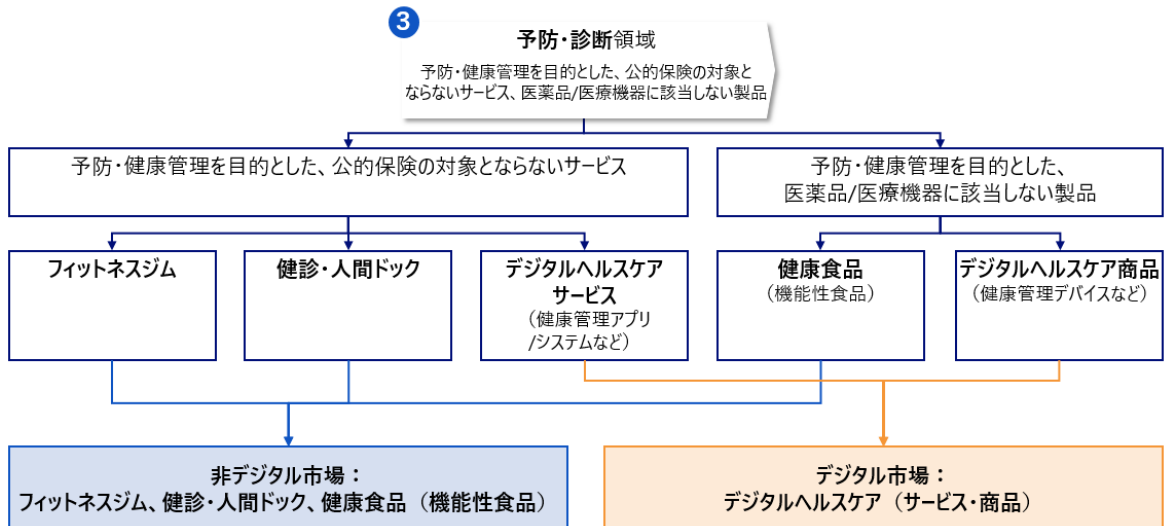 3
予防・診断領域
予防・健康管理を目的とした、公的保険の対象と
ならないサービス、医薬品/医療機器に該当しない製品
予防・健康管理を目的とした、公的保険の対象とならないサービス
予防・健康管理を目的とした、
医薬品/医療機器に該当しない製品
フィットネスジム
健診・人間ドック
デジタルヘルスケア
サービス
（健康管理アプリ
/システムなど）
健康食品
（機能性食品）
デジタルヘルスケア商品
（健康管理デバイスなど）
非デジタル市場：
フィットネスジム、健診・人間ドック、健康食品（機能性食品）
デジタル市場：
デジタルヘルスケア（サービス・商品）